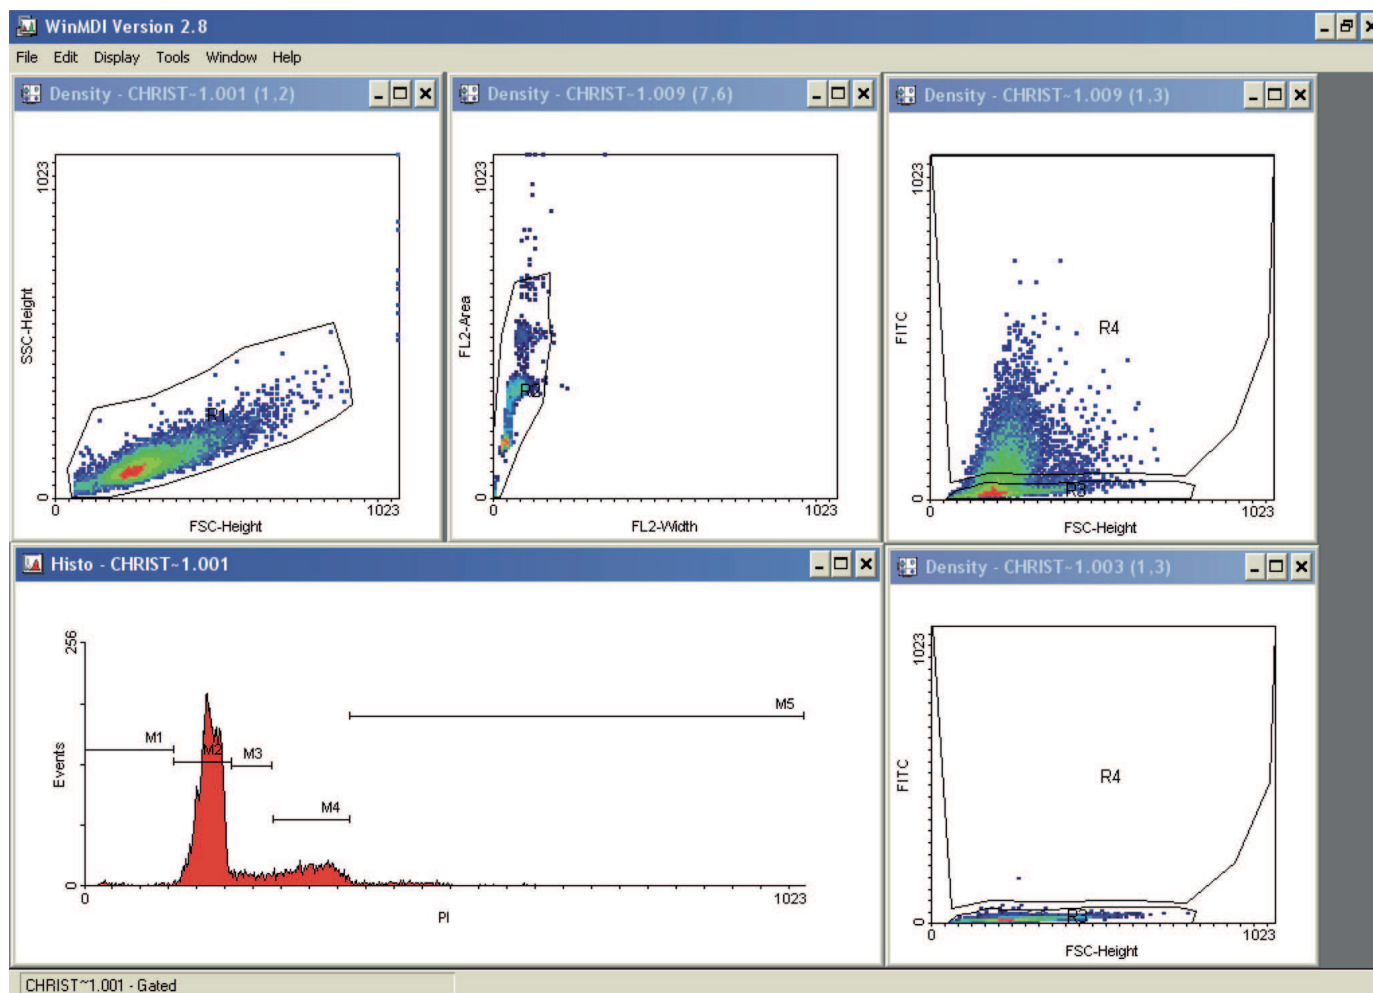 WinMDI Version 2.8
File Edit Display Tools Window Help
Density - CHRIST~1.001 (1,2)
1023
SSC-Height
R1
0
0
1023
FSC-Height
Density - CHRIST~1.009 (7,6)
1023
FL2-Area
0
0
1023
FL2-Width
Density - CHRIST~1.009 (1,3)
1023
FITC
R4
R3
0
0
1023
FSC-Height
Histo - CHRIST~1.001
256
Events
M1
M2
M3
M4
M5
0
0
1023
PI
Density - CHRIST~1.003 (1,3)
1023
FITC
R4
R3
0
0
1023
FSC-Height
CHRIST~1.001 - Gated